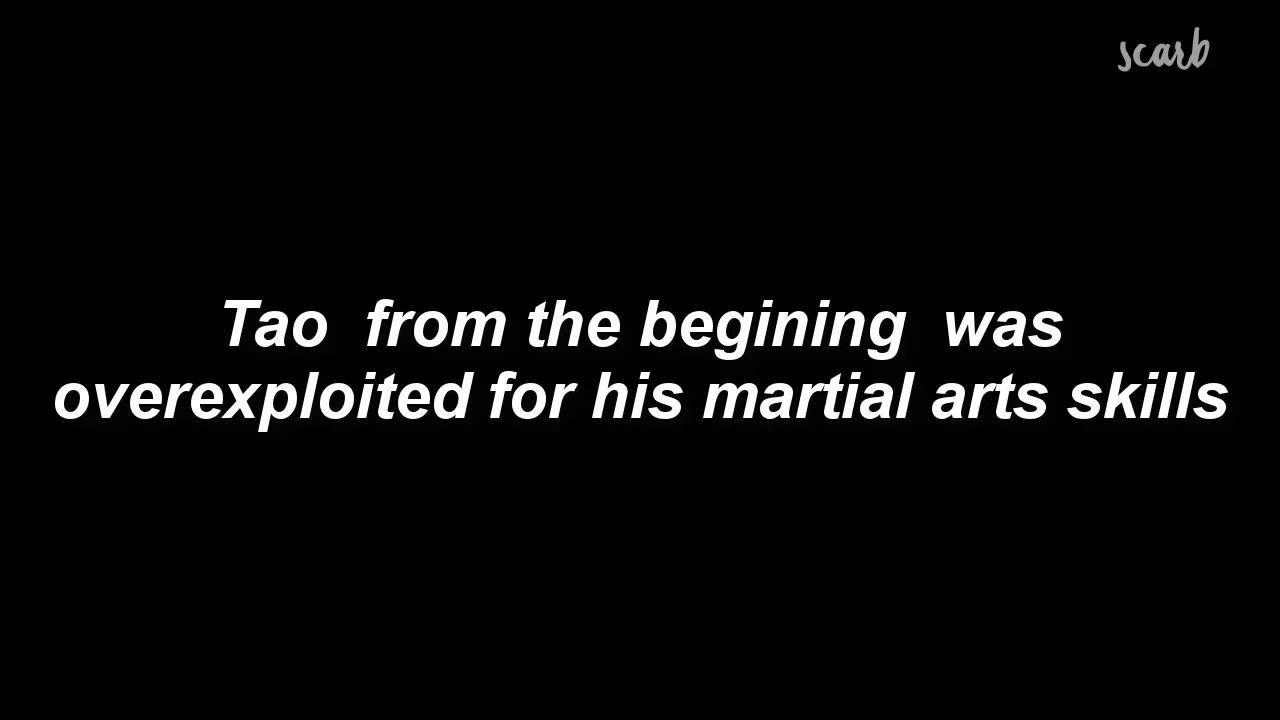 scarb
Tao  from the begining  was
overexploited for his martial arts skills